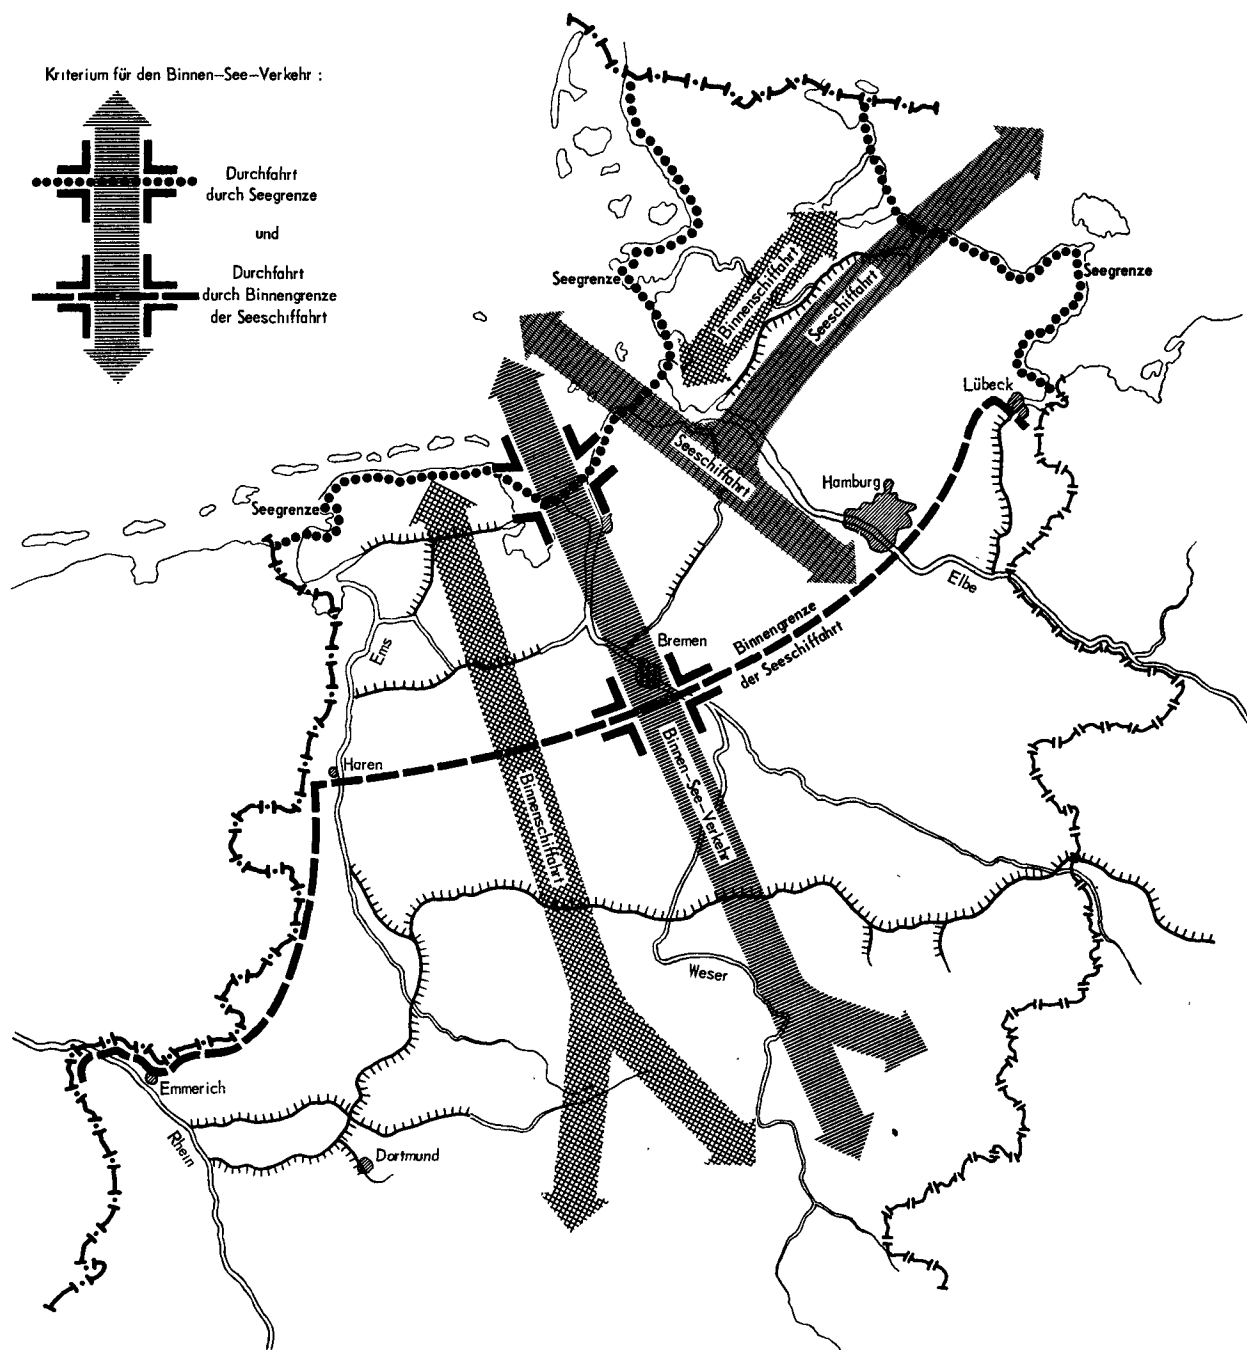 Kriterium für den Binnen-See-Verkehr :
Durchfahrt
durch Seegrenze
und
Durchfahrt
durch Binnengrenze
der Seeschiffahrt
Seegrenze
Seegrenze
Seegrenze
Binnenschiffahrt
Seeschiffahrt
Seeschiffahrt
Lübeck
Hamburg
Elbe
Ems
Bremen
Binnengrenze
der Seeschiffahrt
Haren
Binnenschiffahrt
Binnen-See-Verkehr
Weser
Emmerich
Rhein
Dortmund